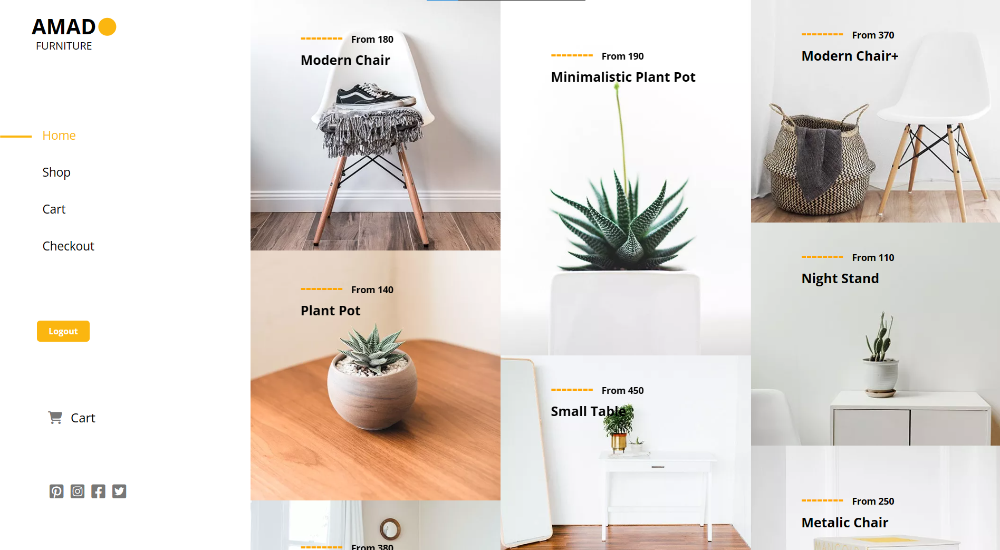 AMAD
FURNITURE
Home
Shop
Cart
Checkout
Logout
Cart
From 180
Modern Chair
From 140
Plant Pot
From 380
From 190
Minimalistic Plant Pot
From 450
Small Table
From 370
Modern Chair+
From 110
Night Stand
From 250
Metalic Chair